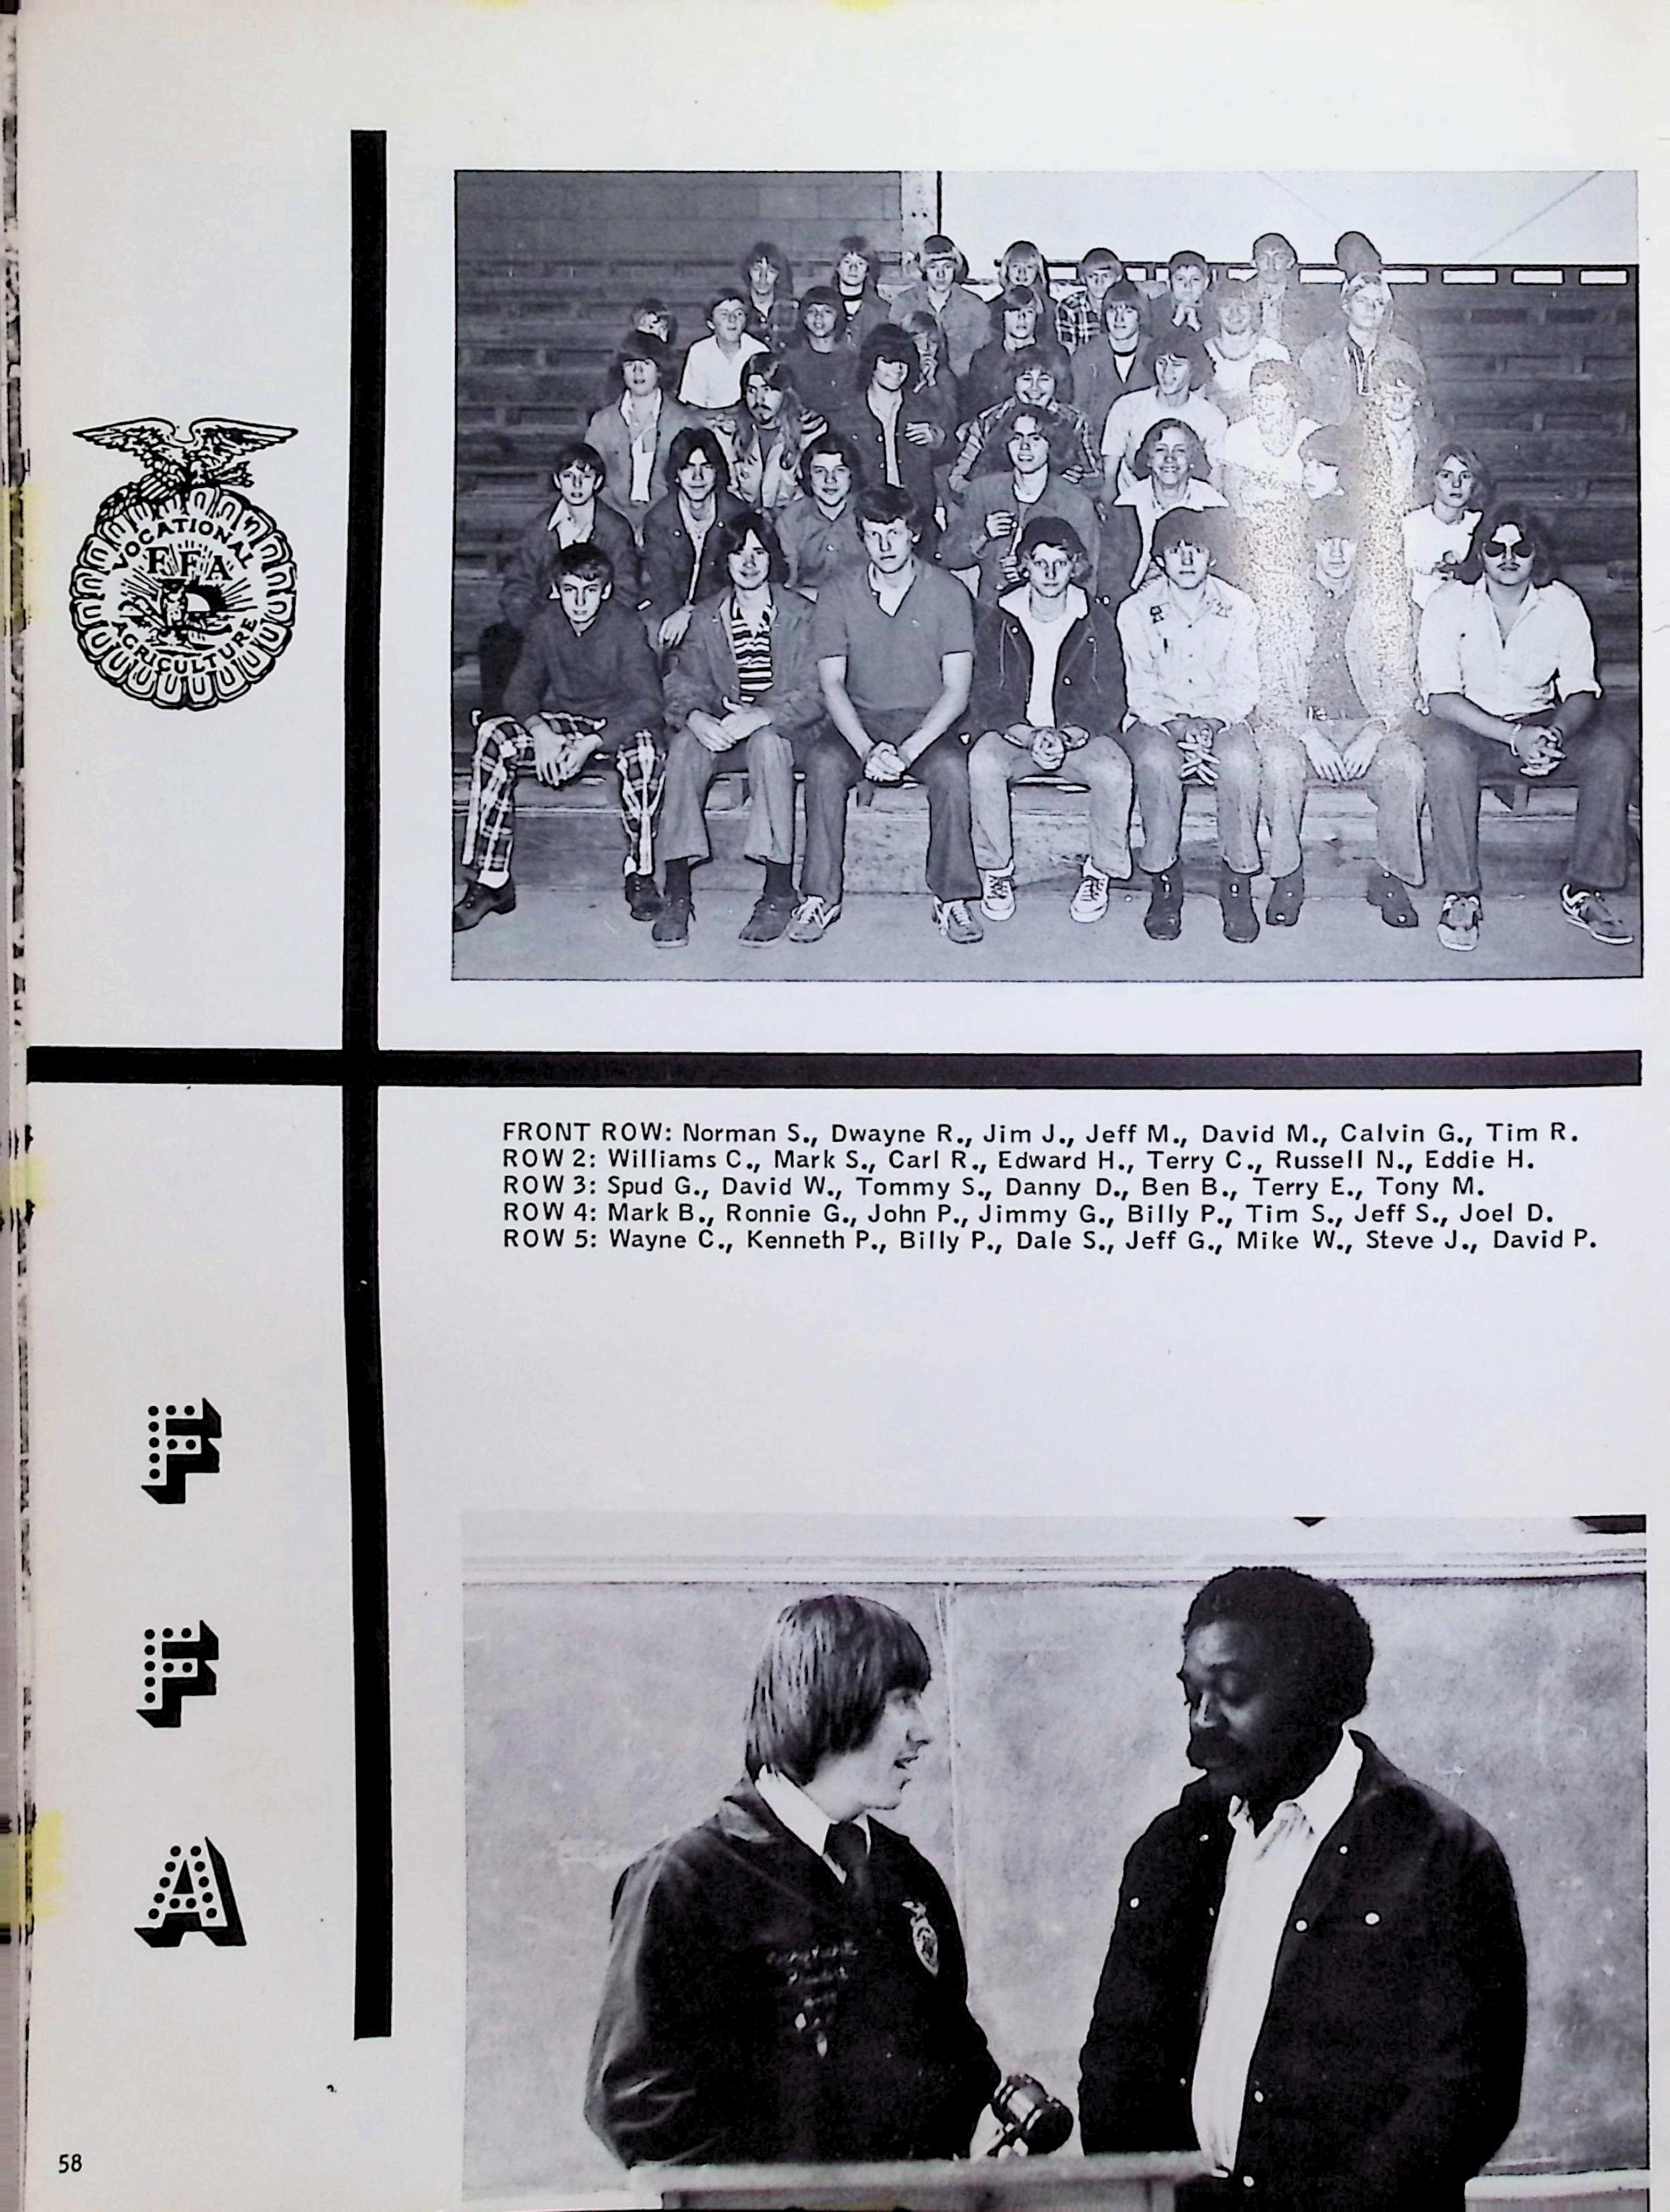 VOCATIONAL
FFA
AGRICULTURE
FRONT ROW: Norman S., Dwayne R., Jim J., Jeff M., David M., Calvin G., Tim R.
ROW 2: Williams C., Mark S., Carl R., Edward H., Terry C., Russell N., Eddie H.
ROW 3: Spud G., David W., Tommy S., Danny D., Ben B., Terry E., Tony M.
ROW 4: Mark B., Ronnie G., John P., Jimmy G., Billy P., Tim S., Jeff S., Joel D.
ROW 5: Wayne C., Kenneth P., Billy P., Dale S., Jeff G., Mike W., Steve J., David P.
F
F
A
58